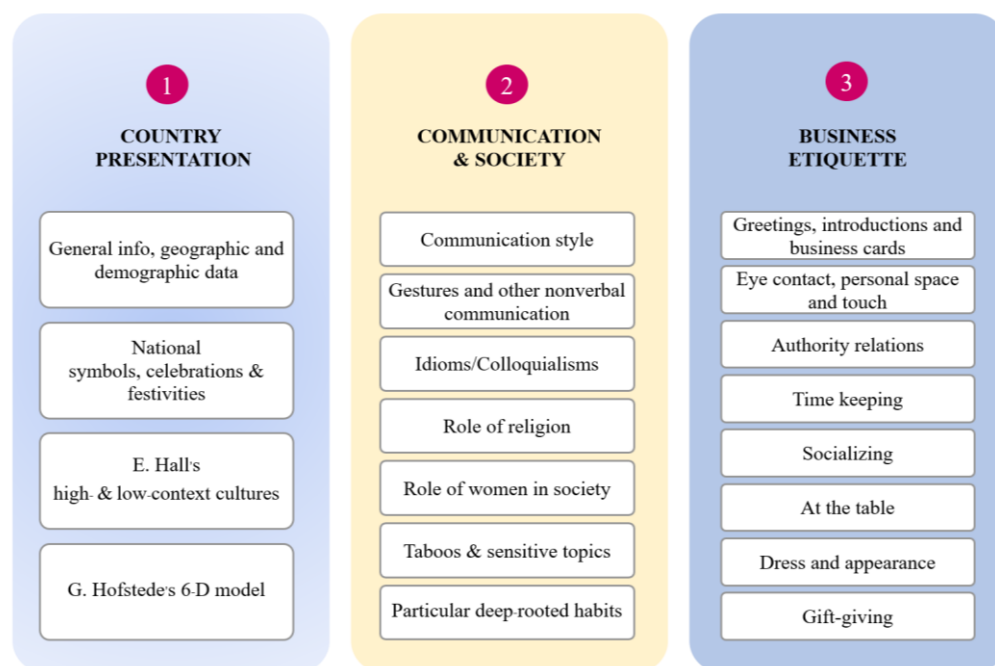 1
COUNTRY
PRESENTATION
General info, geographic and
demographic data
National
symbols, celebrations &
festivities
E. Hall's
high- & low-context cultures
G. Hofstede's 6-D model
2
COMMUNICATION
& SOCIETY
Communication style
Gestures and other nonverbal
communication
Idioms/Colloquialisms
Role of religion
Role of women in society
Taboos & sensitive topics
Particular deep-rooted habits
3
BUSINESS
ETIQUETTE
Greetings, introductions and
business cards
Eye contact, personal space
and touch
Authority relations
Time keeping
Socializing
At the table
Dress and appearance
Gift-giving